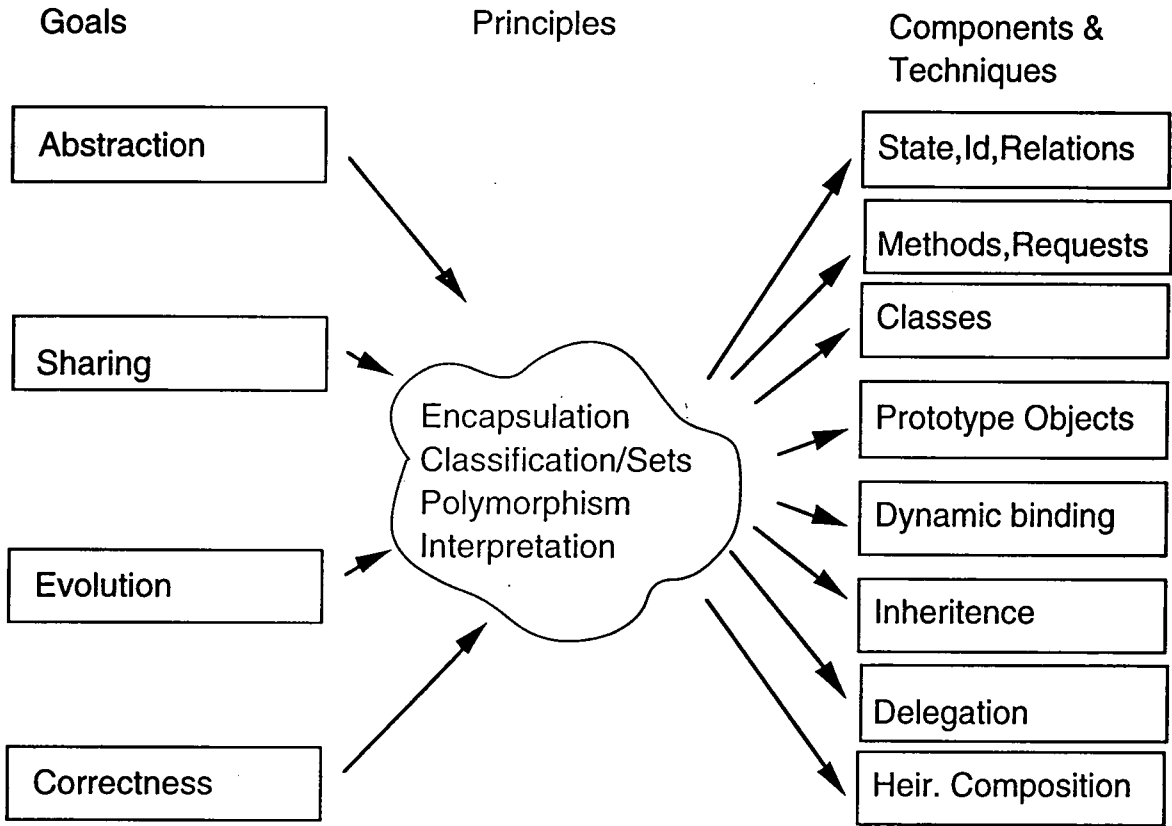 Goals
Principles
Components &
Techniques
Abstraction
Sharing
Evolution
Correctness
Encapsulation
Classification/Sets
Polymorphism
Interpretation
State,Id,Relations
Methods,Requests
Classes
Prototype Objects
Dynamic binding
Inheritence
Delegation
Heir. Composition